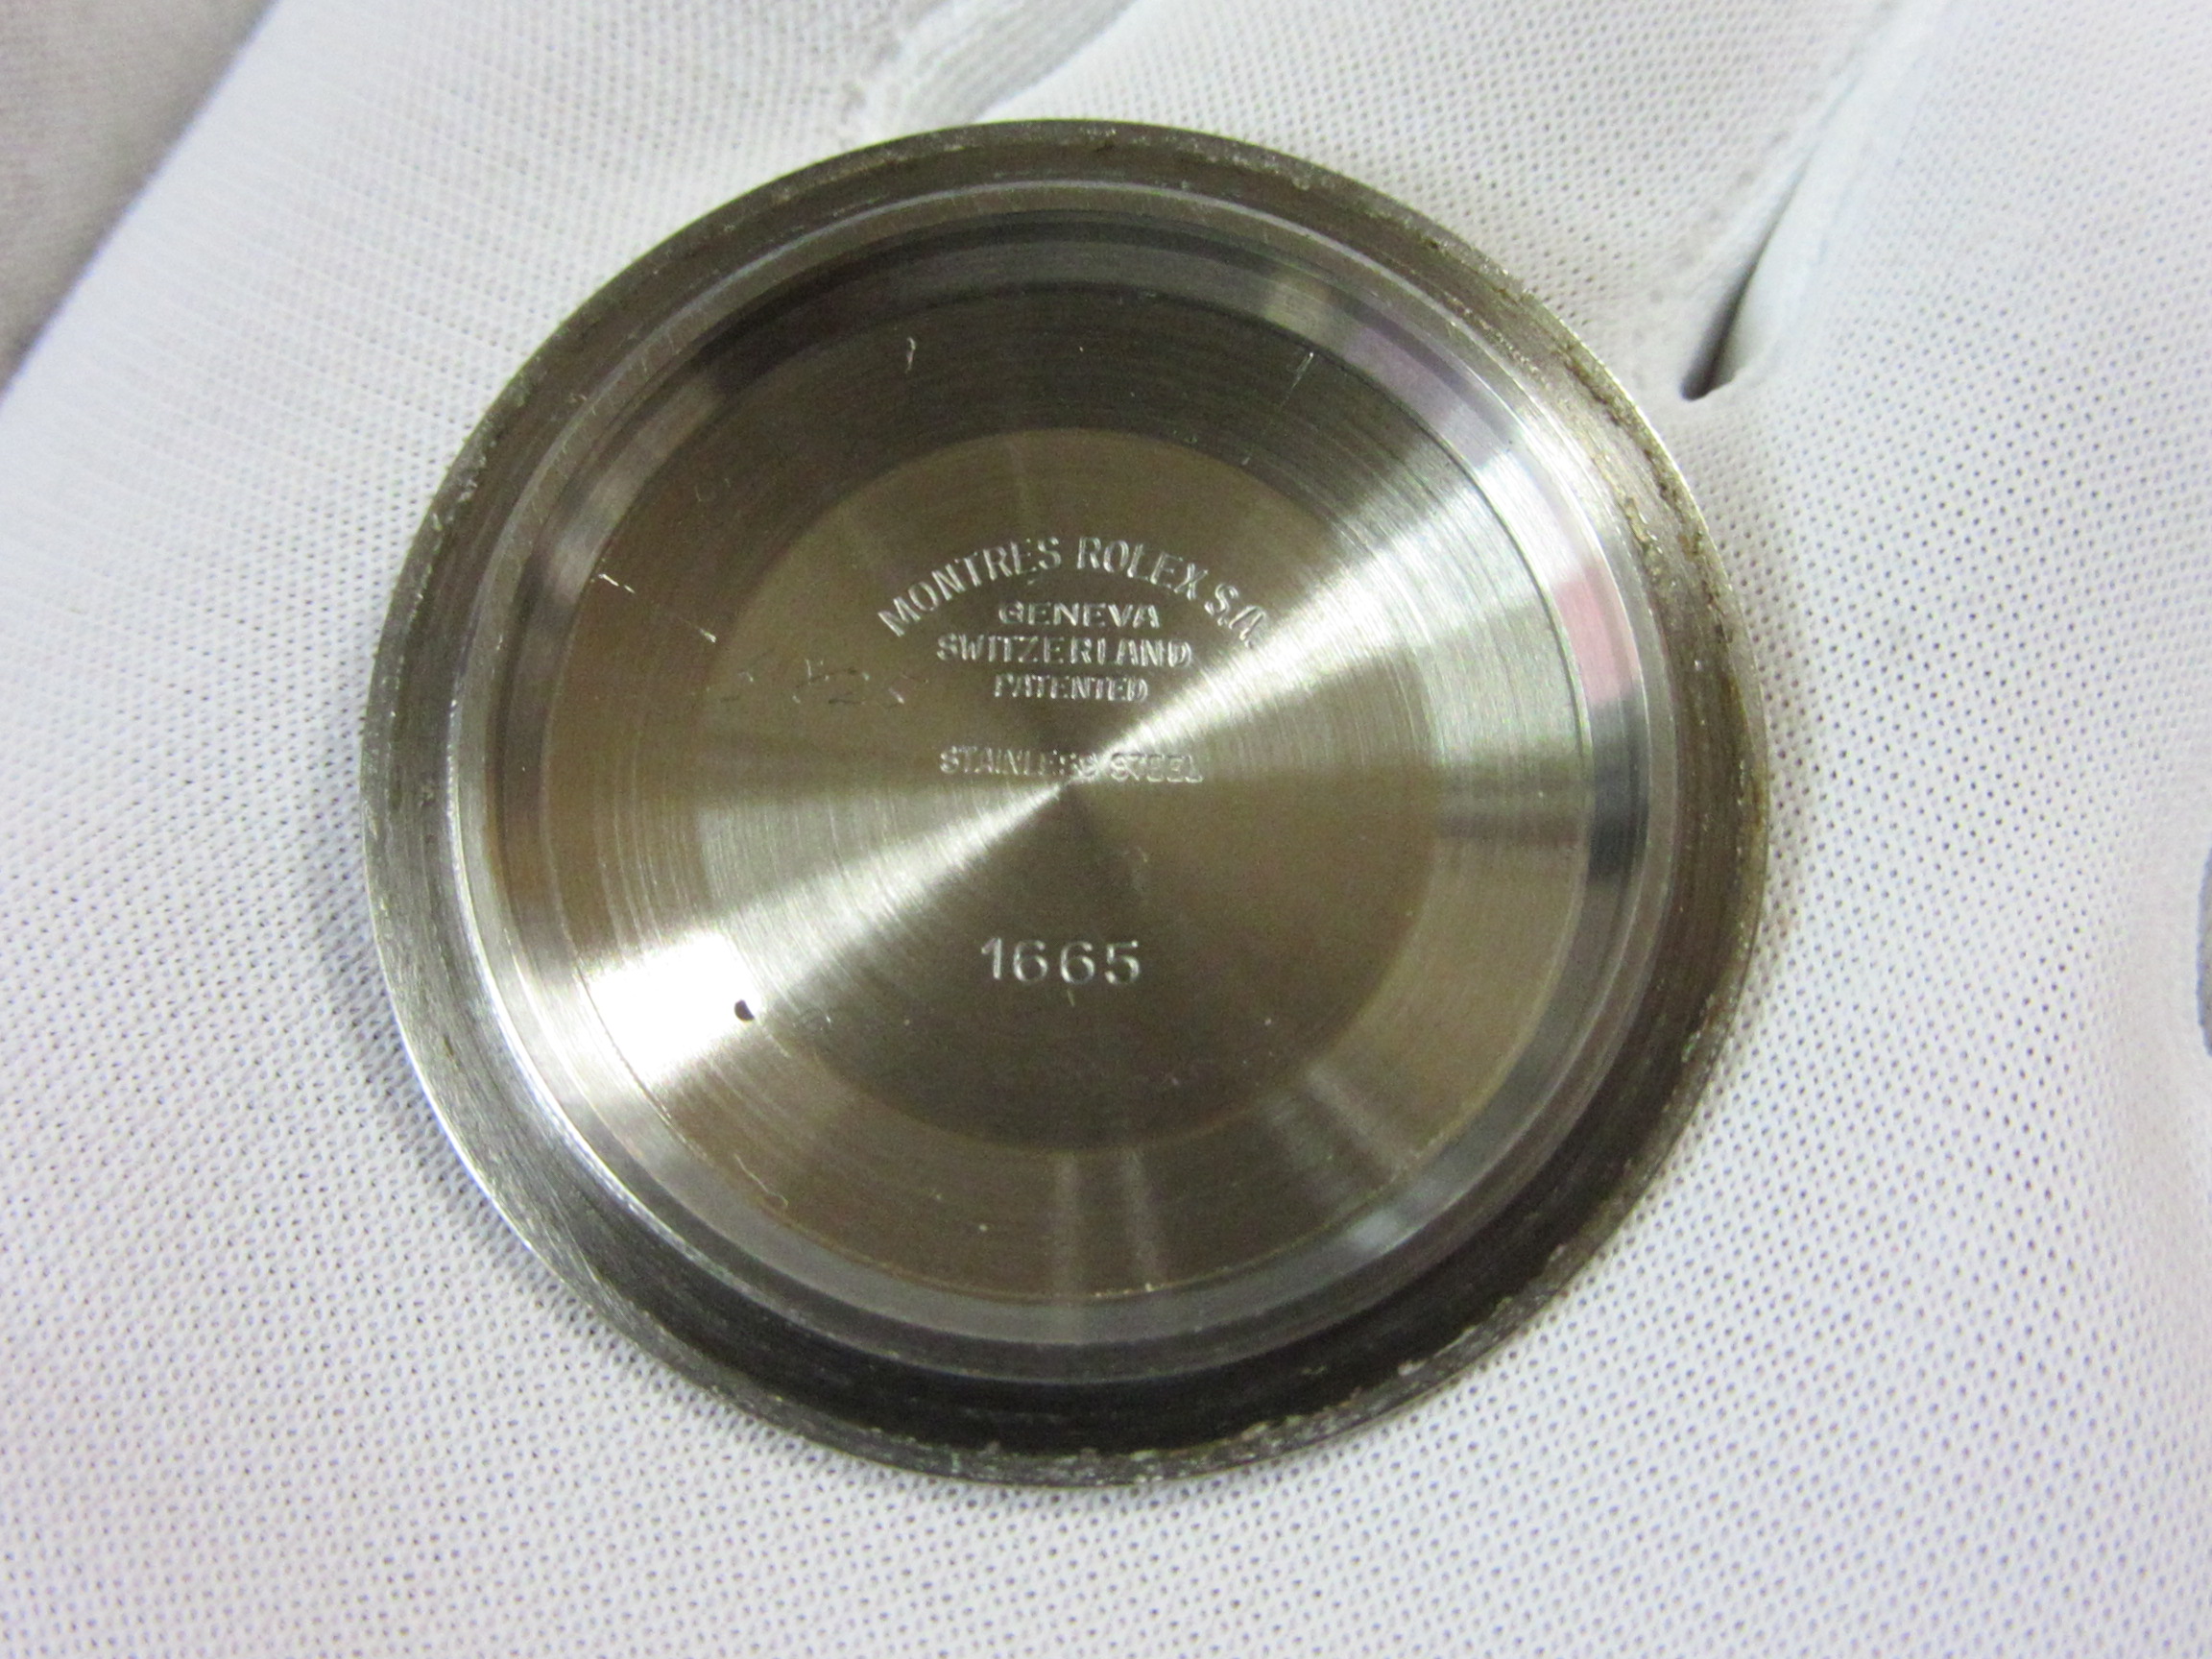 MONTRES ROLEX S.A.
GENEVA
SWITZERLAND
PATENTED
STAINLESS STEEL
1665